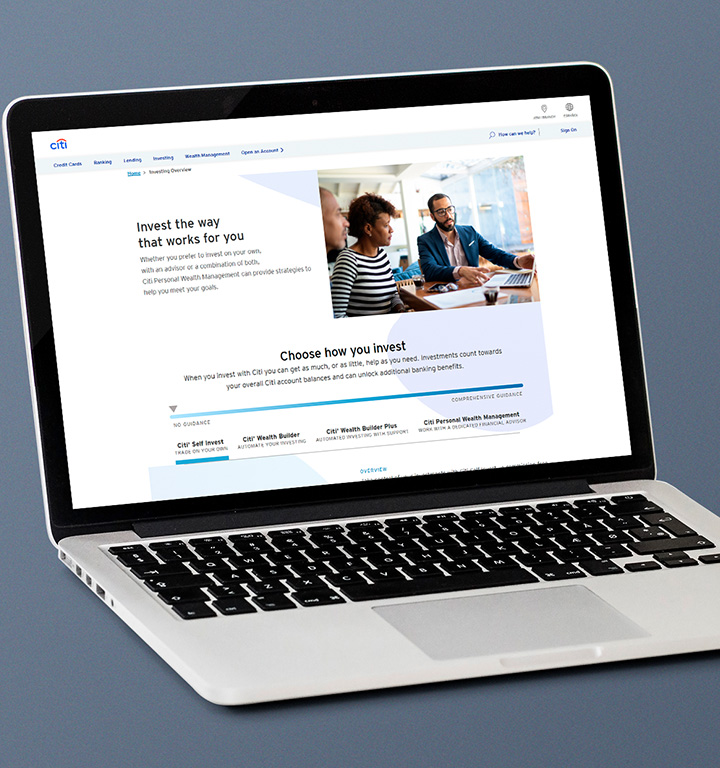 citi
ATM / BRANCH
ESPAÑOL
Credit Cards
Banking
Lending
Investing
Wealth Management
Open an Account
How can we help?
Sign On
Home > Investing Overview
Invest the way
that works for you
Whether you prefer to invest on your own,
with an advisor or a combination of both,
Citi Personal Wealth Management can provide strategies to
help you meet your goals.
Choose how you invest
When you invest with Citi you can get as much, or as little, help as you need. Investments count towards
your overall Citi account balances and can unlock additional banking benefits.
NO GUIDANCE
COMPREHENSIVE GUIDANCE
Citi® Self Invest
TRADE ON YOUR OWN
Citi® Wealth Builder
AUTOMATE YOUR INVESTING
Citi® Wealth Builder Plus
AUTOMATED INVESTING WITH SUPPORT
Citi Personal Wealth Management
WORK WITH A DEDICATED FINANCIAL ADVISOR
OVERVIEW